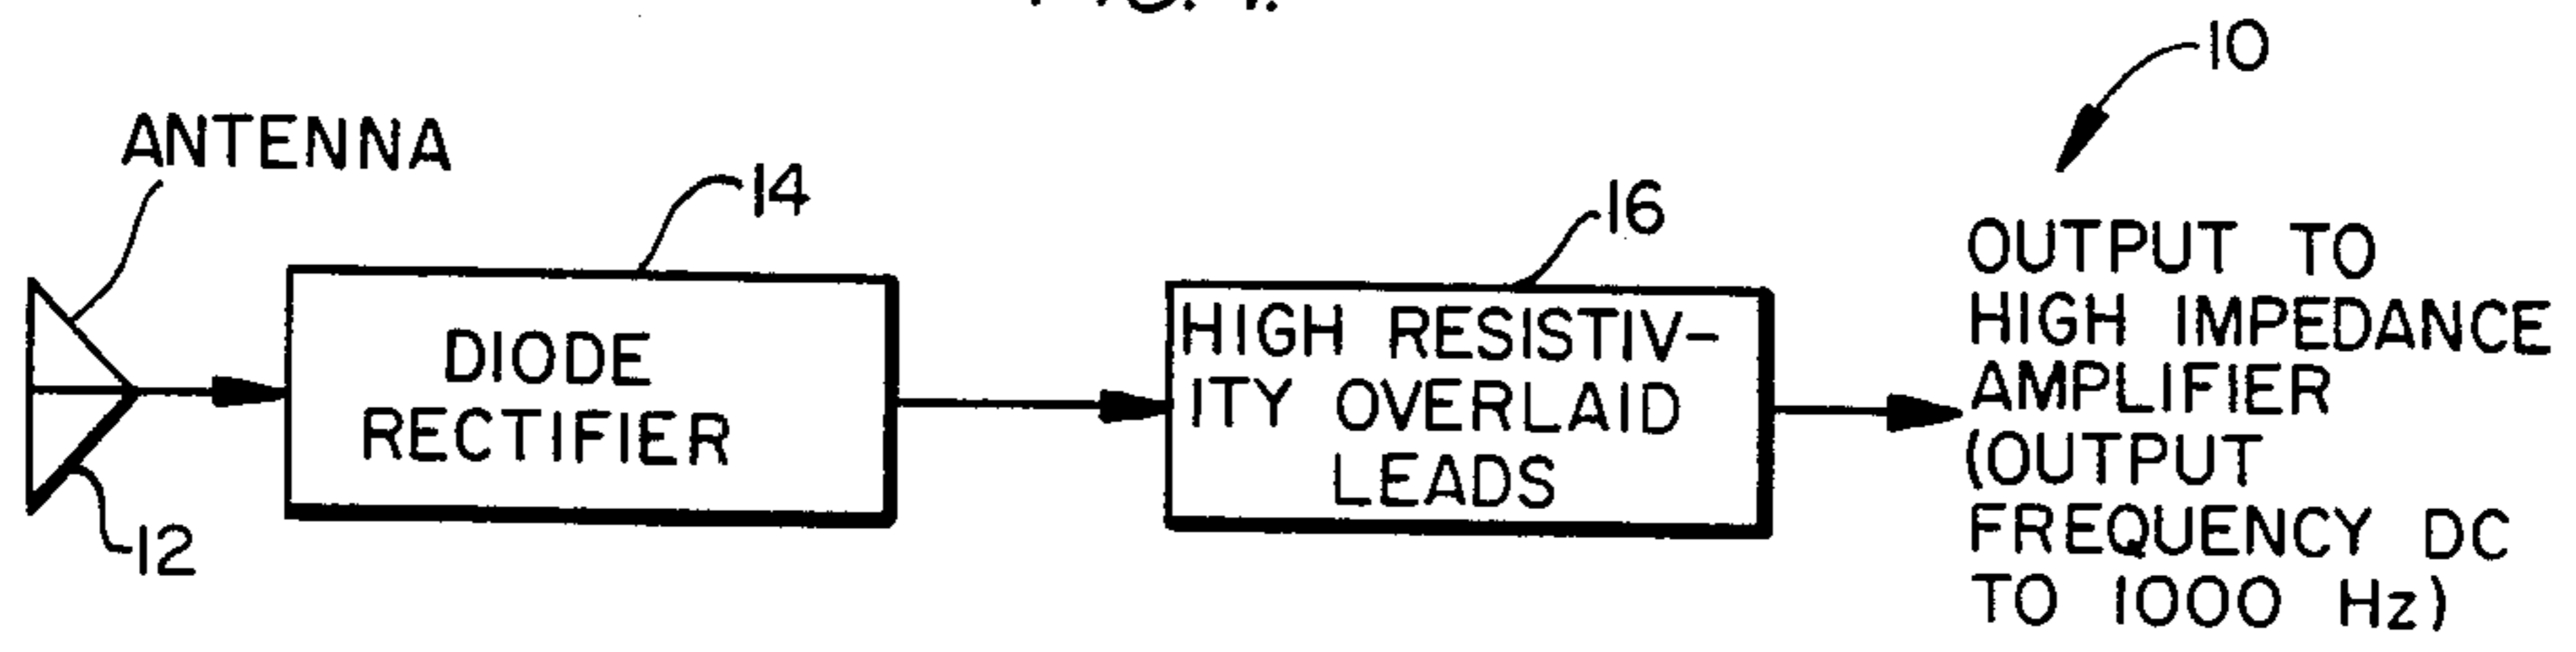 10
ANTENNA
14
16
DIODE
RECTIFIER
HIGH RESISTIV-
ITY OVERLAID
LEADS
OUTPUT TO
HIGH IMPEDANCE
AMPLIFIER
(OUTPUT
FREQUENCY DC
TO 1000 Hz)
12